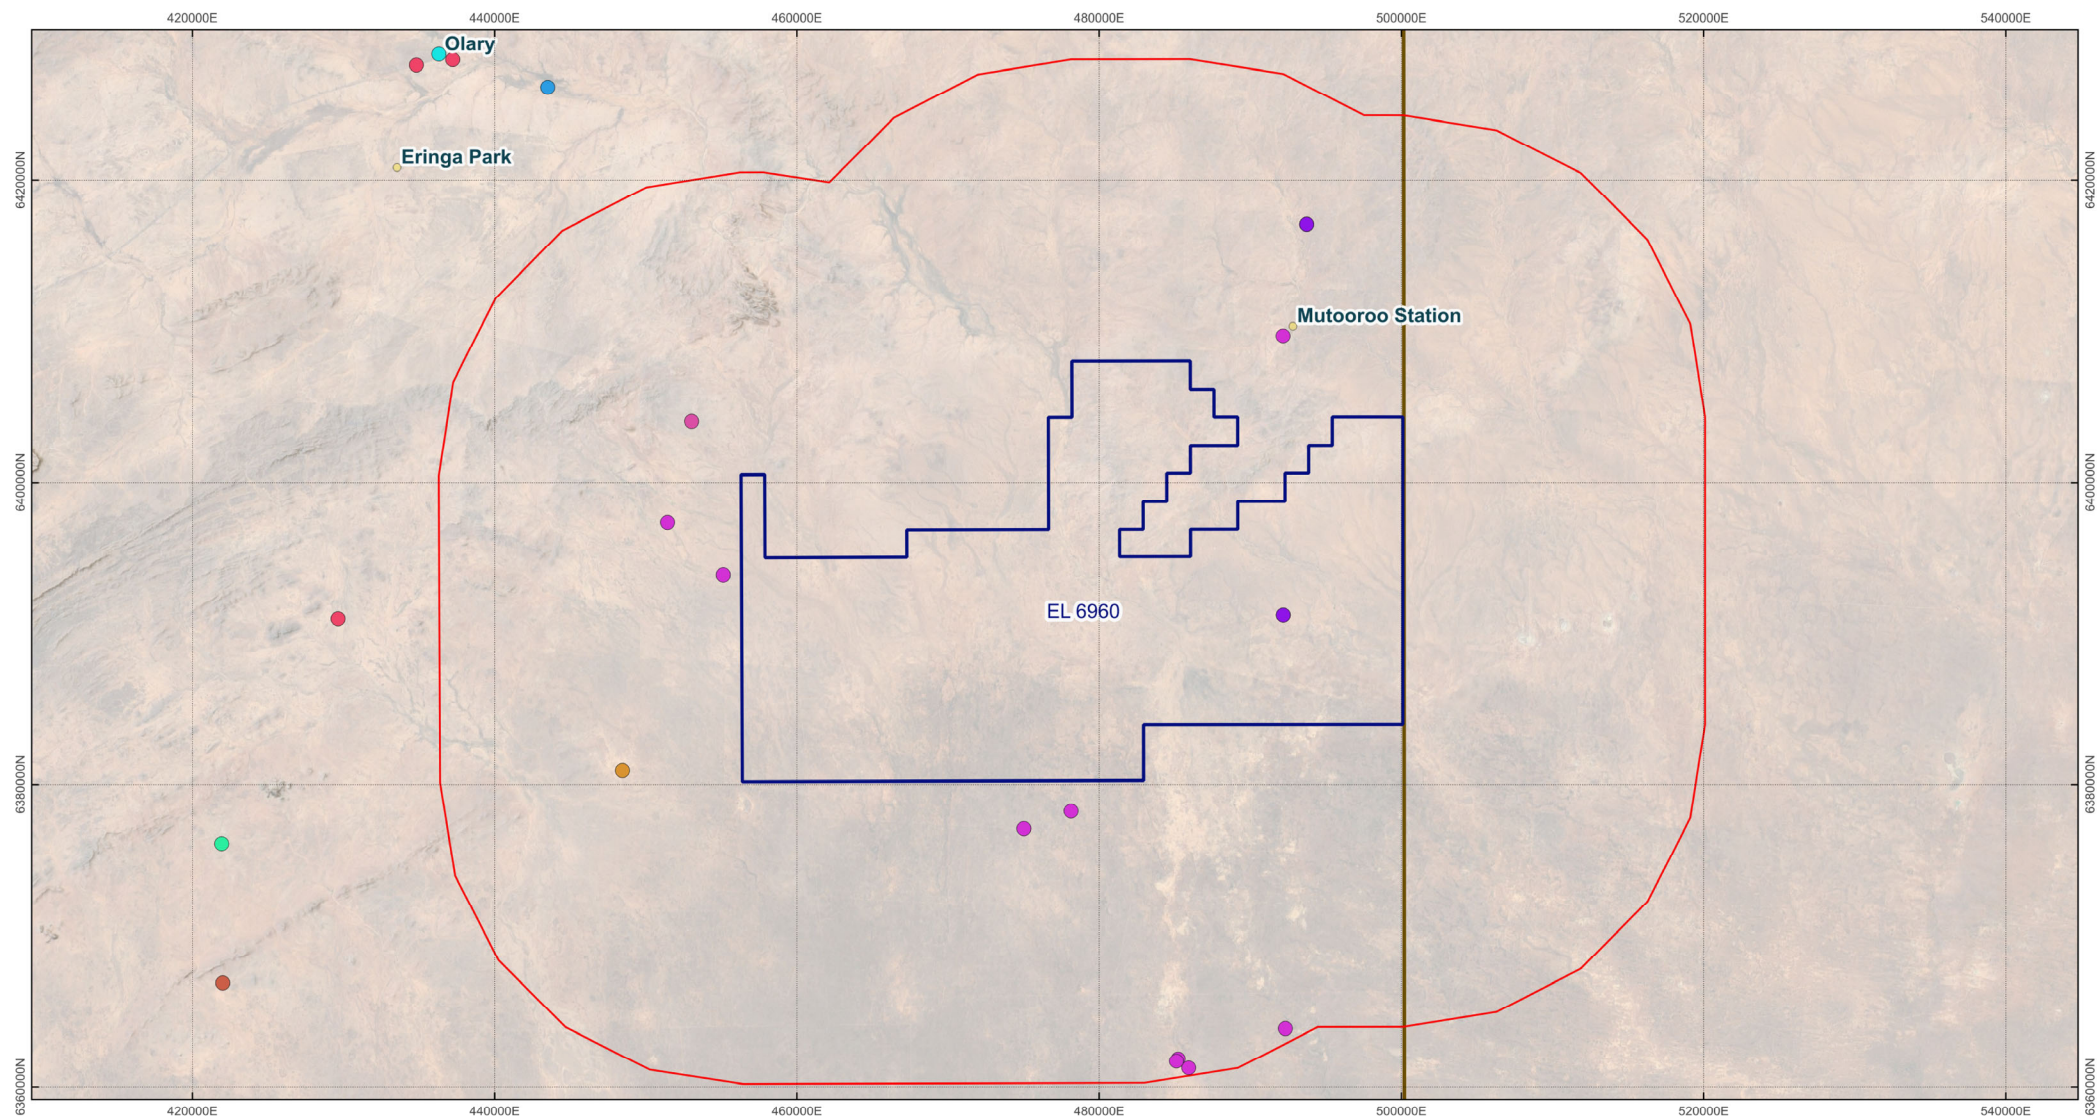 420000E 440000E 460000E 480000E 500000E 520000E 540000E
Olary
Eringa Park
6420000N 6420000N
Mutooroo Station
6400000N 6400000N
EL 6960
6380000N 6380000N
6360000N 6360000N
420000E 440000E 460000E 480000E 500000E 520000E 540000E